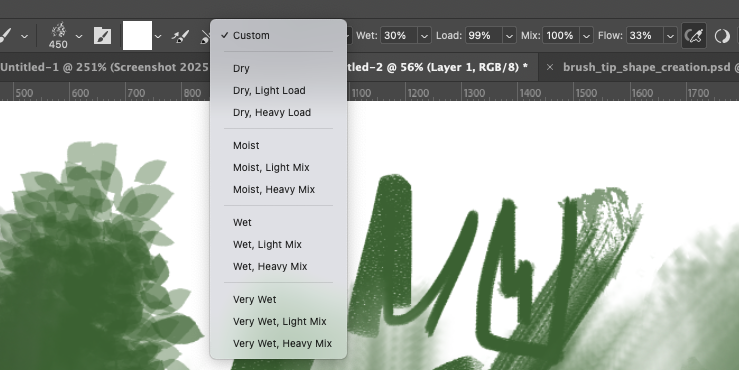 450
Custom
Wet: 30%
Load: 99%
Mix: 100%
Flow: 33%
Untitled-1 @ 251% (Screenshot 2025
tled-2 @ 56% (Layer 1, RGB/8) *
× brush_tip_shape_creation.psd @
500
600
700
800
1100
1200
1300
1400
1500
1600
1700
Dry
Dry, Light Load
Dry, Heavy Load
Moist
Moist, Light Mix
Moist, Heavy Mix
Wet
Wet, Light Mix
Wet, Heavy Mix
Very Wet
Very Wet, Light Mix
Very Wet, Heavy Mix